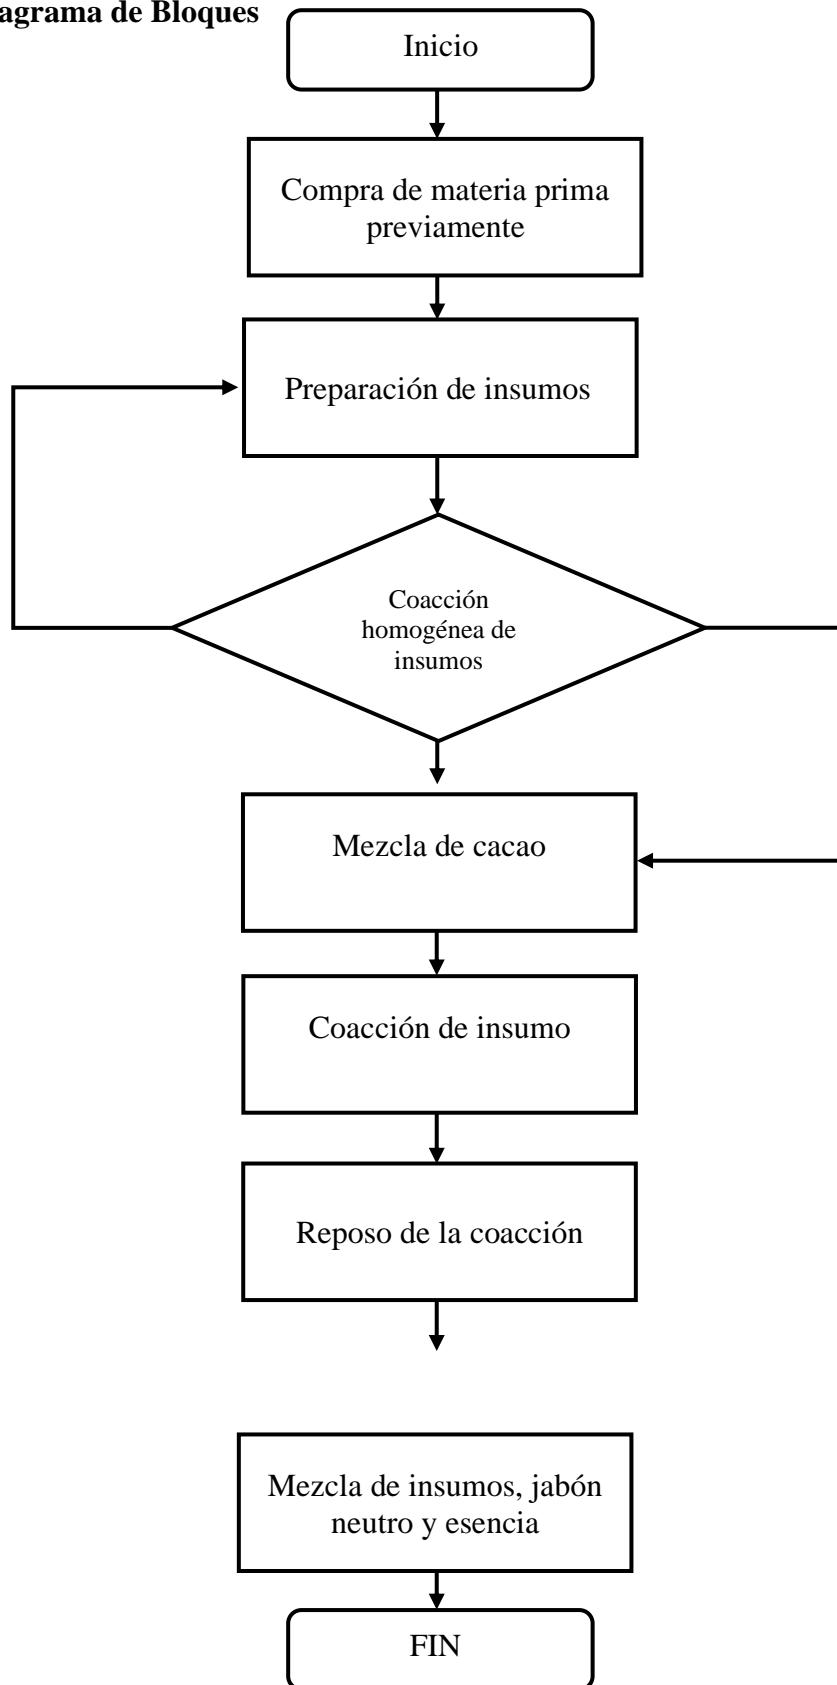 agrama de Bloques
Inicio
Compra de materia prima
previamente
Preparación de insumos
Coacción
homogénea de
insumos
Mezcla de cacao
Coacción de insumo
Reposo de la coacción
Mezcla de insumos, jabón
neutro y esencia
FIN